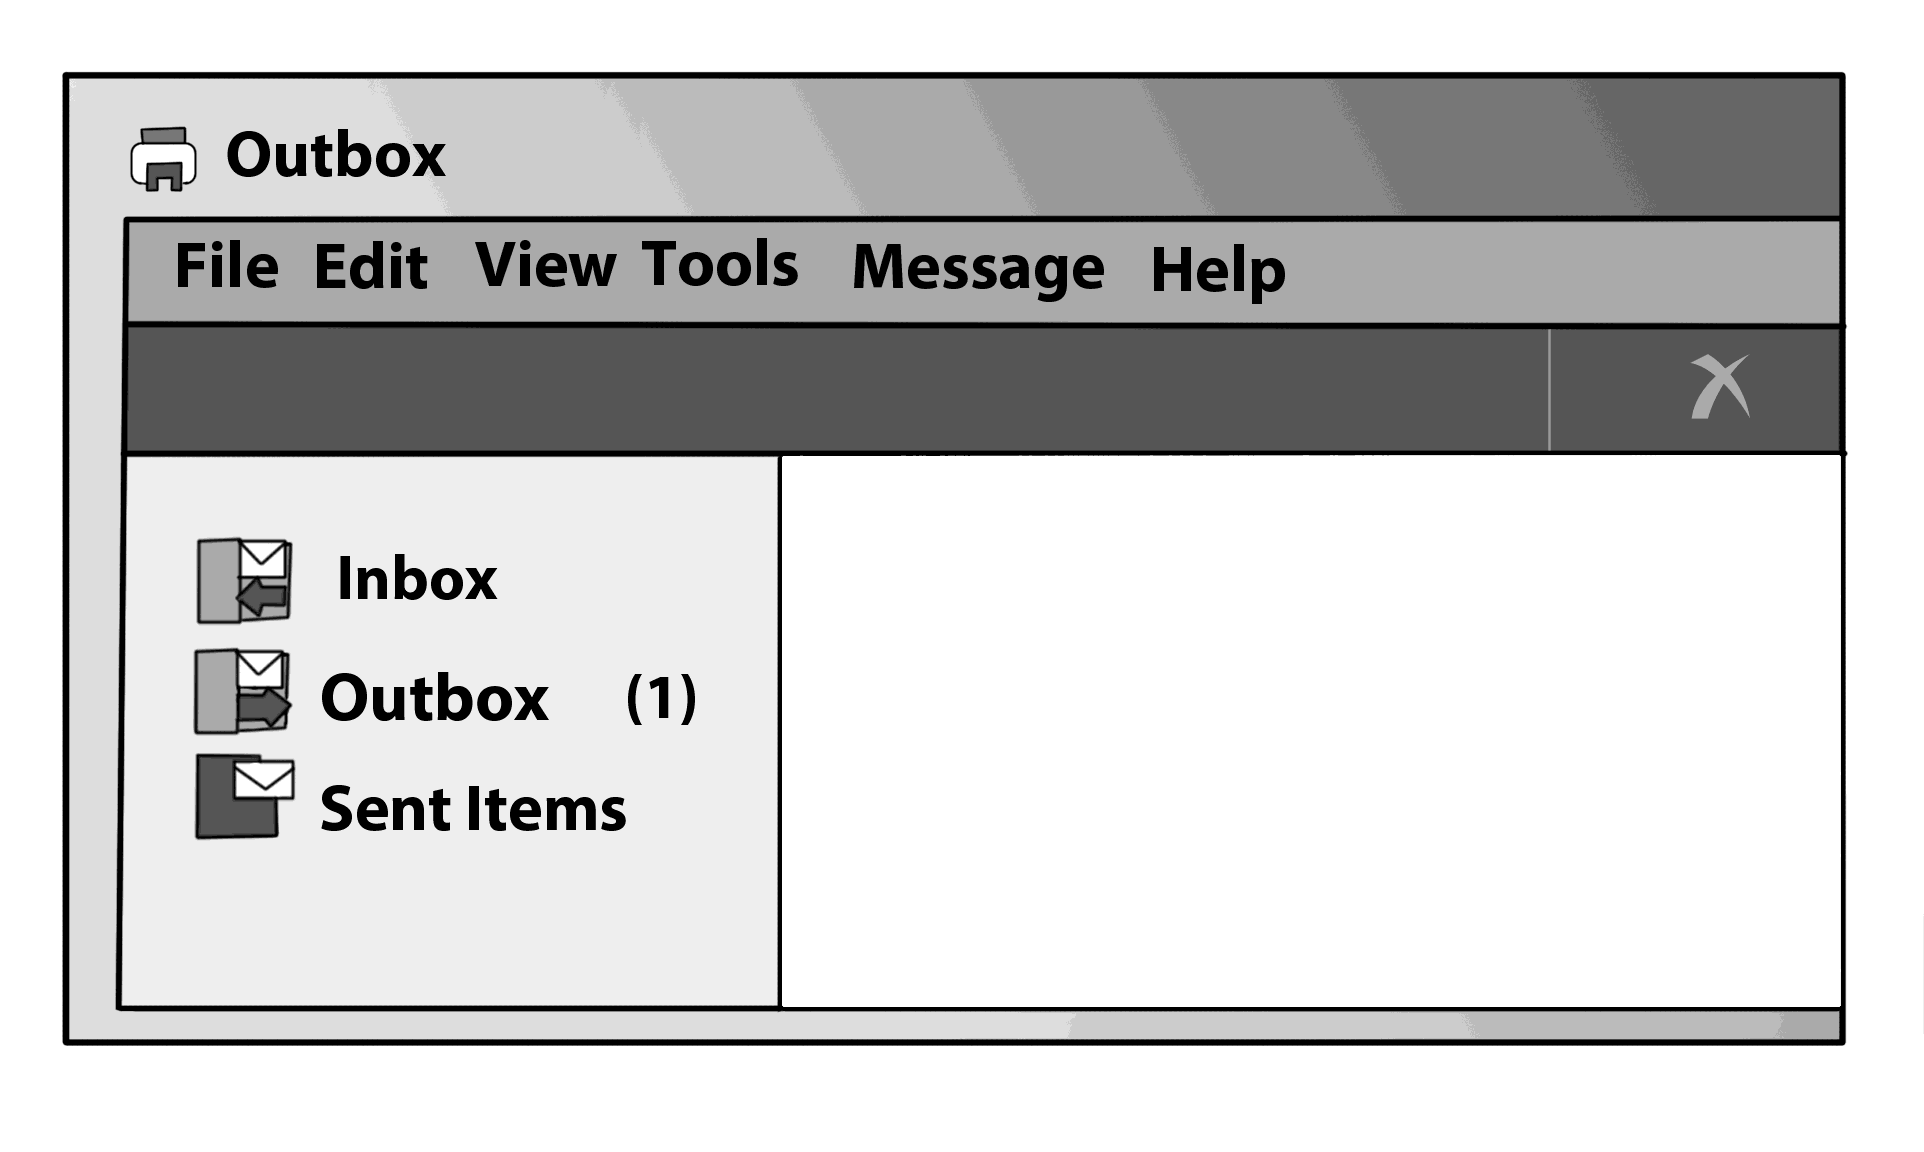 Outbox
File Edit View Tools Message Help
Inbox
Outbox (1)
Sent Items